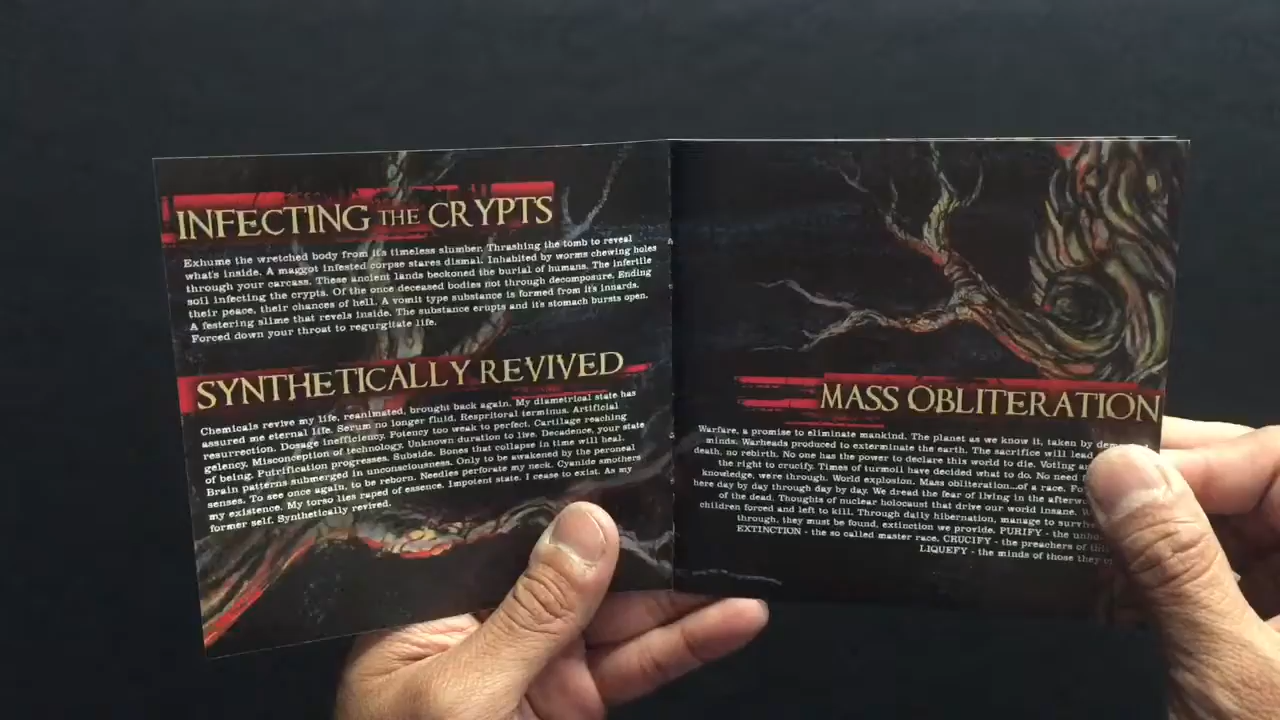 INFECTING THE CRYPTS
Exhume the wretched body from it's timeless slumber. Thrashing the tomb to reveal
what's inside. A maggot infested corpse stares dismal. Inhabited by worms chewing holes
through your carcass. These ancient lands beckoned the burial of humans. The infertile
soil infecting the crypts. Of the once deceased bodies not through decomposure. Ending
their peace, their chances of hell. A vomit type substance is formed from it's innards.
A festering slime that revels inside. The substance erupts and it's stomach bursts open.
Forced down your throat to regurgitate life.
SYNTHETICALLY REVIVED
Chemicals revive my life, reanimated, brought back again. My diametrical state has
assured me eternal life. Serum no longer fluid. Respritoral terminus. Artificial
resurrection. Dosage inefficiency. Potency too weak to perfect. Cartilage reaching
gelency. Misconception of technology. Unknown duration to live. Decadence, your state
of being. Putrification progresses. Subside. Bones that collapse in time will heal.
Brain patterns submerged in unconsciousness. Only to be awakened by the peroneal
senses. To see once again, to be reborn. Needles perforate my neck. Cyanide smothers
my existence. My torso lies raped of essence. Impotent state. I cease to exist. As my
former self. Synthetically revived.
MASS OBLITERATION
Warfare, a promise to eliminate mankind. The planet as we know it, taken by
minds. Warheads produced to exterminate the earth. The sacrifice will lead
death, no rebirth. No one has the power to declare this world to die. Voting
the right to crucify. Times of turmoil have decided what to do. No need
knowledge, were through. World explosion. Mass obliteration...of a race.
here day by day through day by day. We dread the fear of living in the
of the dead. Thoughts of nuclear holocaust that drive our world insane.
children forced and left to kill. Through daily hibernation, manage to
through, they must be found, extinction we provide. PURIFY - the
EXTINCTION - the so called master race. CRUCIFY - the preachers of
LIQUEFY - the minds of those they